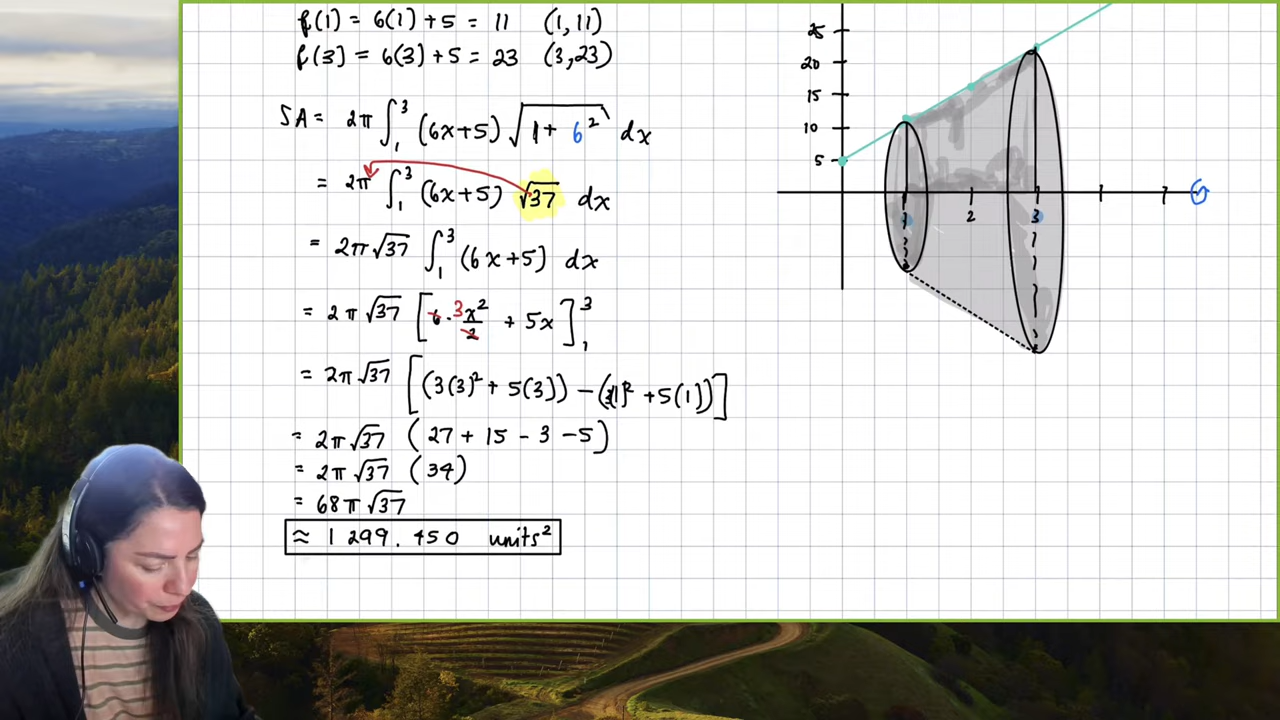 f(1) = 6(1) + 5 = 11 (1, 11)
f(3) = 6(3) + 5 = 23 (3, 23)
SA = 2π ∫₁³ (6x+5) √(1 + 6²) dx
= 2π ∫₁³ (6x+5) √37 dx
= 2π√37 ∫₁³ (6x+5) dx
= 2π√37 [6 · 3x²/2 + 5x]₁³
= 2π√37 [(3(3)² + 5(3)) − (3(1)² + 5(1))]
= 2π√37 (27 + 15 − 3 − 5)
= 2π√37 (34)
= 68π√37
≈ 1 299.450 units²
25
20
15
10
5
1
2
3